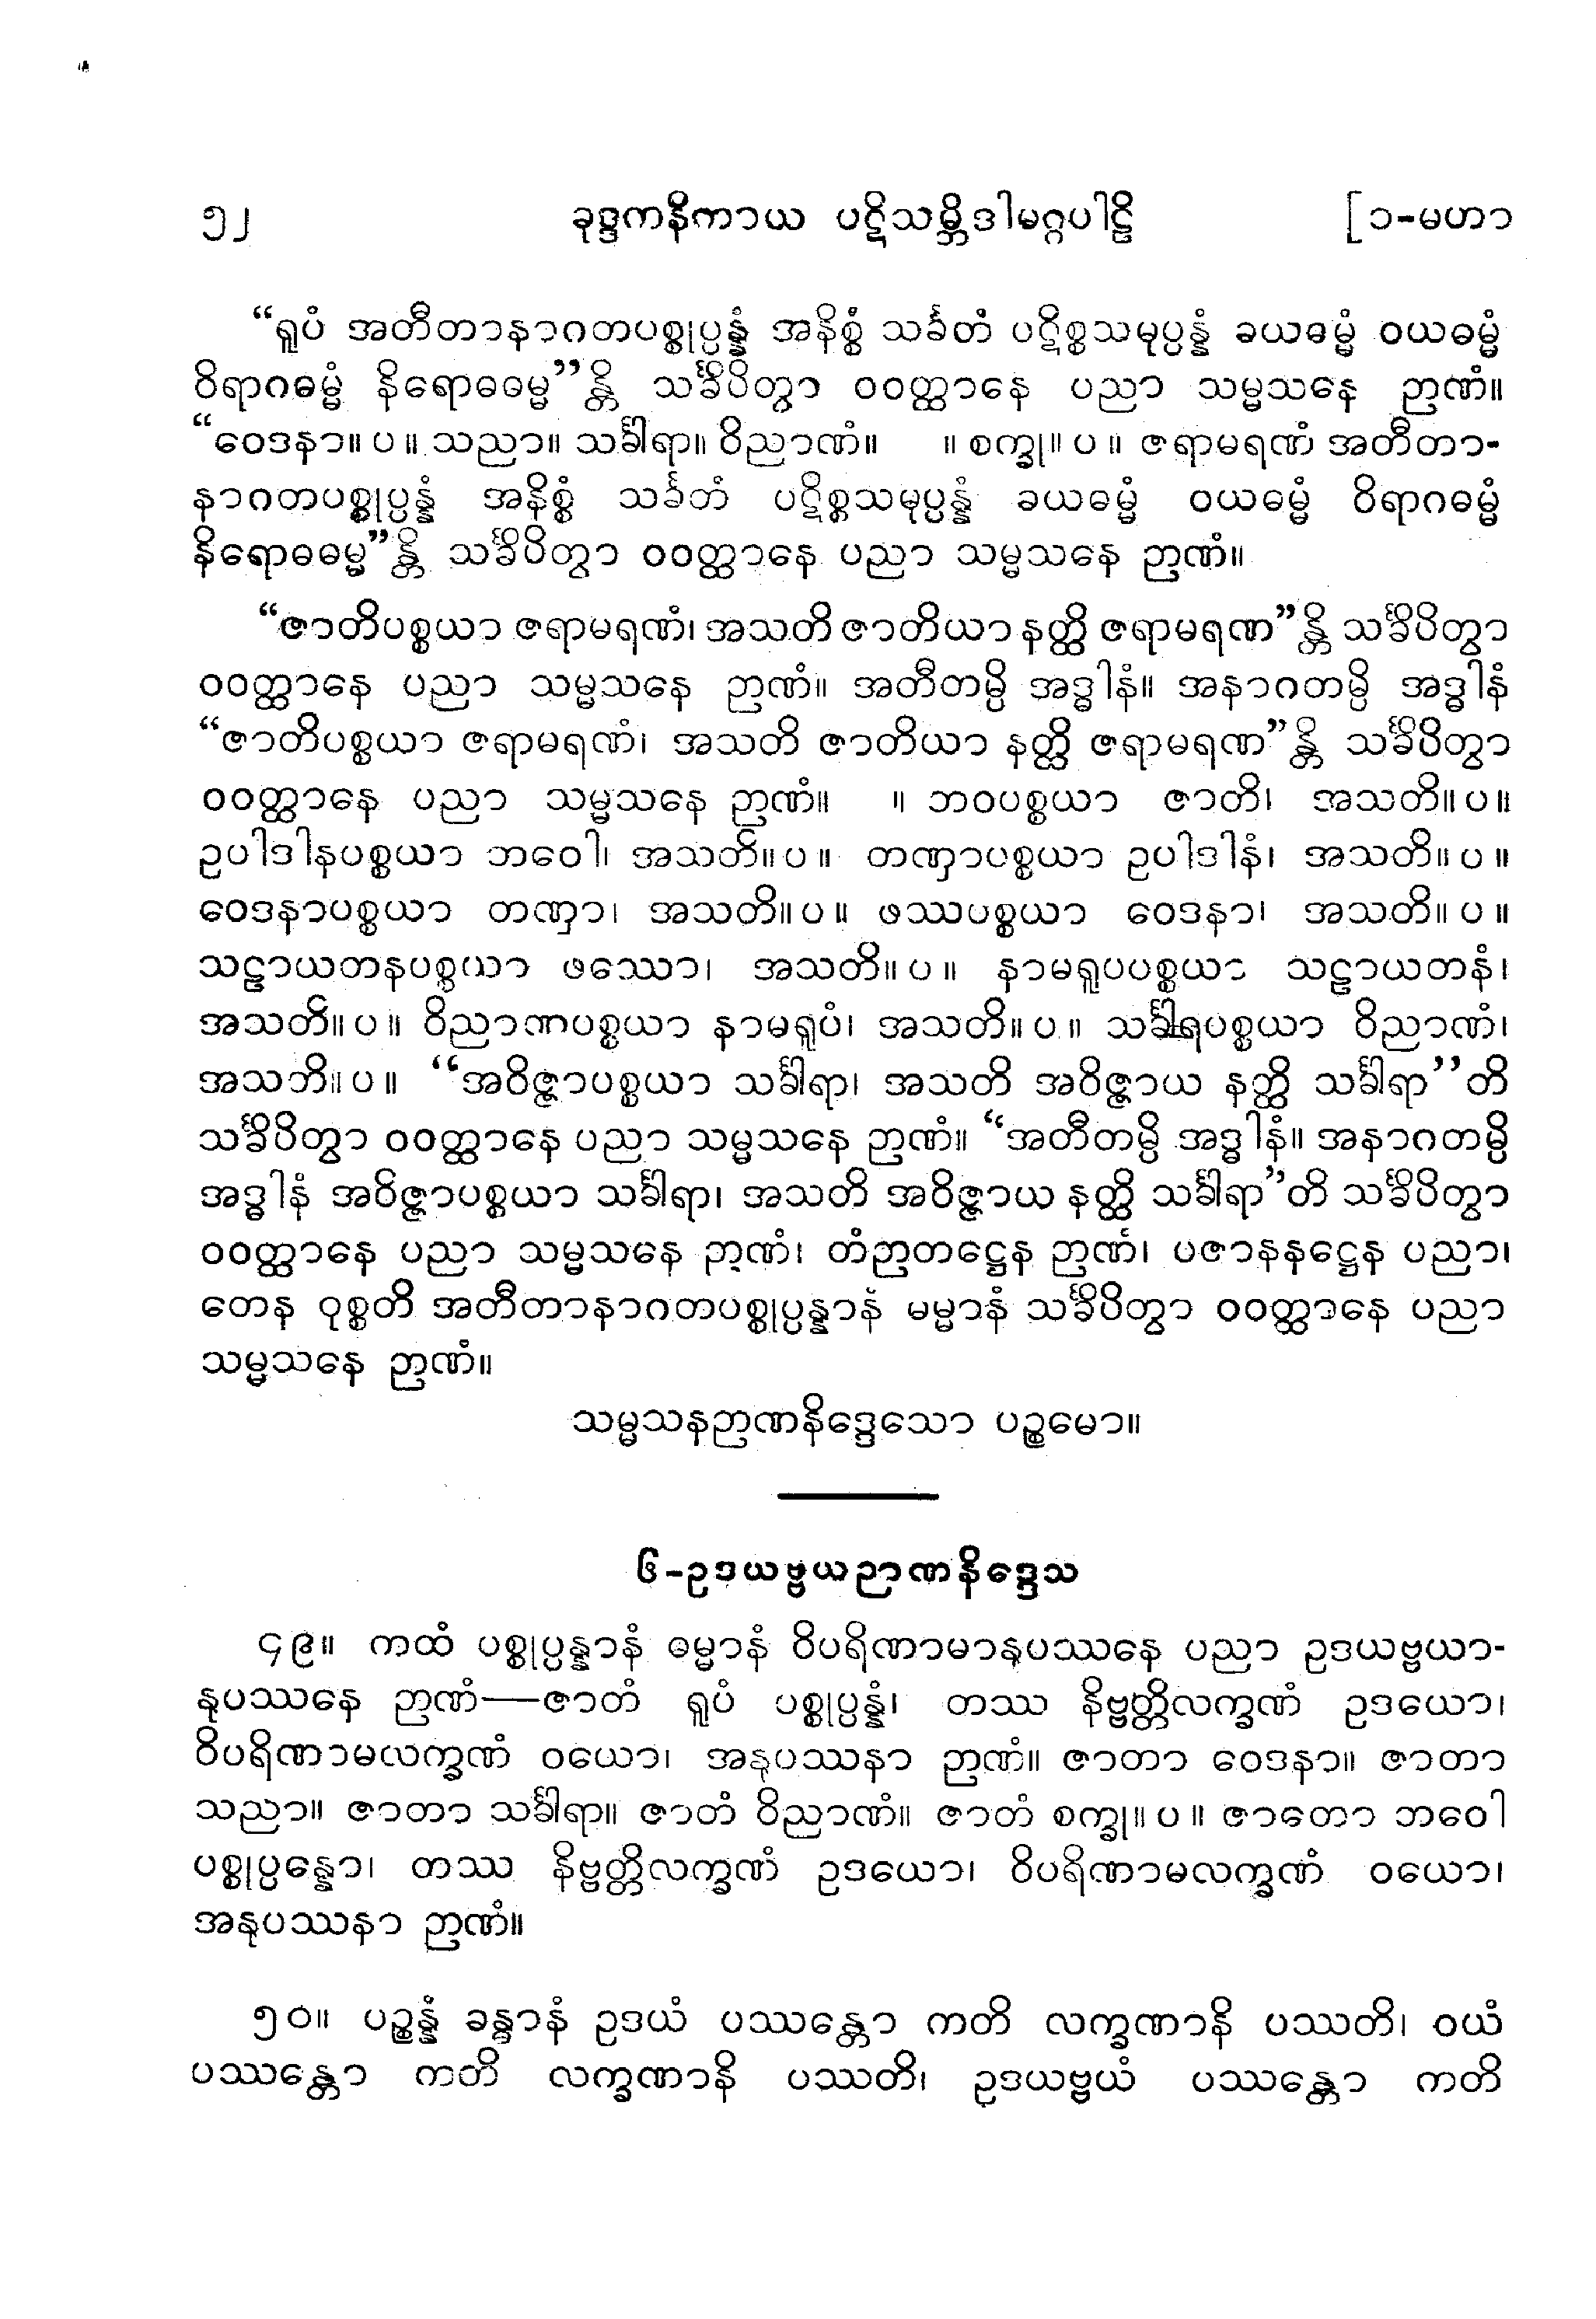 ၅၂ ခုဒ္ဒကနိကာယ ပဋိသမ္ဘိဒါမဂ္ဂပါဠိ [၁-မဟာ
“ရူပံ အတီတာနာဂတပစ္စုပ္ပန္နံ အနိစ္စံ သင်္ခတံ ပဋိစ္စသမုပ္ပန္နံ ခယဓမ္မံ ဝယဓမ္မံ
ဝိရာဂဓမ္မံ နိရောဓဓမ္မ”န္တိ သင်္ခိပိတွာ ဝဝတ္ထာနေ ပညာ သမ္မသနေ ဉာဏံ။
“ဝေဒနာ။ပ။ သညာ။ သင်္ခါရာ။ ဝိညာဏံ။ ။ စက္ခု။ပ။ ဇရာမရဏံ အတီတာ-
နာဂတပစ္စုပ္ပန္နံ အနိစ္စံ သင်္ခတံ ပဋိစ္စသမုပ္ပန္နံ ခယဓမ္မံ ဝယဓမ္မံ ဝိရာဂဓမ္မံ
နိရောဓဓမ္မ”န္တိ သင်္ခိပိတွာ ဝဝတ္ထာနေ ပညာ သမ္မသနေ ဉာဏံ။
“ဇာတိပစ္စယာ ဇရာမရဏံ၊ အသတိ ဇာတိယာ နတ္ထိ ဇရာမရဏ”န္တိ သင်္ခိပိတွာ
ဝဝတ္ထာနေ ပညာ သမ္မသနေ ဉာဏံ။ အတီတမ္ပိ အဒ္ဓါနံ။ အနာဂတမ္ပိ အဒ္ဓါနံ
“ဇာတိပစ္စယာ ဇရာမရဏံ၊ အသတိ ဇာတိယာ နတ္ထိ ဇရာမရဏ”န္တိ သင်္ခိပိတွာ
ဝဝတ္ထာနေ ပညာ သမ္မသနေ ဉာဏံ။ ။ ဘဝပစ္စယာ ဇာတိ၊ အသတိ။ပ။
ဥပါဒါနပစ္စယာ ဘဝေါ၊ အသတိ။ပ။ တဏှာပစ္စယာ ဥပါဒါနံ၊ အသတိ။ပ။
ဝေဒနာပစ္စယာ တဏှာ၊ အသတိ။ပ။ ဖဿပစ္စယာ ဝေဒနာ၊ အသတိ။ပ။
သဠာယတနပစ္စယာ ဖဿော၊ အသတိ။ပ။ နာမရူပပစ္စယာ သဠာယတနံ၊
အသတိ။ပ။ ဝိညာဏပစ္စယာ နာမရူပံ၊ အသတိ။ပ။ သင်္ခါရပစ္စယာ ဝိညာဏံ၊
အသတိ။ပ။ “အဝိဇ္ဇာပစ္စယာ သင်္ခါရာ၊ အသတိ အဝိဇ္ဇာယ နတ္ထိ သင်္ခါရာ”တိ
သင်္ခိပိတွာ ဝဝတ္ထာနေ ပညာ သမ္မသနေ ဉာဏံ။ “အတီတမ္ပိ အဒ္ဓါနံ။ အနာဂတမ္ပိ
အဒ္ဓါနံ အဝိဇ္ဇာပစ္စယာ သင်္ခါရာ၊ အသတိ အဝိဇ္ဇာယ နတ္ထိ သင်္ခါရာ”တိ သင်္ခိပိတွာ
ဝဝတ္ထာနေ ပညာ သမ္မသနေ ဉာဏံ၊ တံဉာတဋ္ဌေန ဉာဏံ၊ ပဇာနနဋ္ဌေန ပညာ၊
တေန ဝုစ္စတိ အတီတာနာဂတပစ္စုပ္ပန္နာနံ ဓမ္မာနံ သင်္ခိပိတွာ ဝဝတ္ထာနေ ပညာ
သမ္မသနေ ဉာဏံ။
သမ္မသနဉာဏနိဒ္ဒေသော ပဉ္စမော။
၆-ဥဒယဗ္ဗယဉာဏနိဒ္ဒေသ
၄၉။ ကထံ ပစ္စုပ္ပန္နာနံ ဓမ္မာနံ ဝိပရိဏာမာနုပဿနေ ပညာ ဥဒယဗ္ဗယာ-
နုပဿနေ ဉာဏံ—ဇာတံ ရူပံ ပစ္စုပ္ပန္နံ၊ တဿ နိဗ္ဗတ္တိလက္ခဏံ ဥဒယော၊
ဝိပရိဏာမလက္ခဏံ ဝယော၊ အနုပဿနာ ဉာဏံ။ ဇာတာ ဝေဒနာ။ ဇာတာ
သညာ။ ဇာတာ သင်္ခါရာ။ ဇာတံ ဝိညာဏံ။ ဇာတံ စက္ခု။ပ။ ဇာတော ဘဝေါ
ပစ္စုပ္ပန္နော၊ တဿ နိဗ္ဗတ္တိလက္ခဏံ ဥဒယော၊ ဝိပရိဏာမလက္ခဏံ ဝယော၊
အနုပဿနာ ဉာဏံ။
၅၀။ ပဉ္စန္နံ ခန္ဓာနံ ဥဒယံ ပဿန္တော ကတိ လက္ခဏာနိ ပဿတိ၊ ဝယံ
ပဿန္တော ကတိ လက္ခဏာနိ ပဿတိ၊ ဥဒယဗ္ဗယံ ပဿန္တော ကတိ